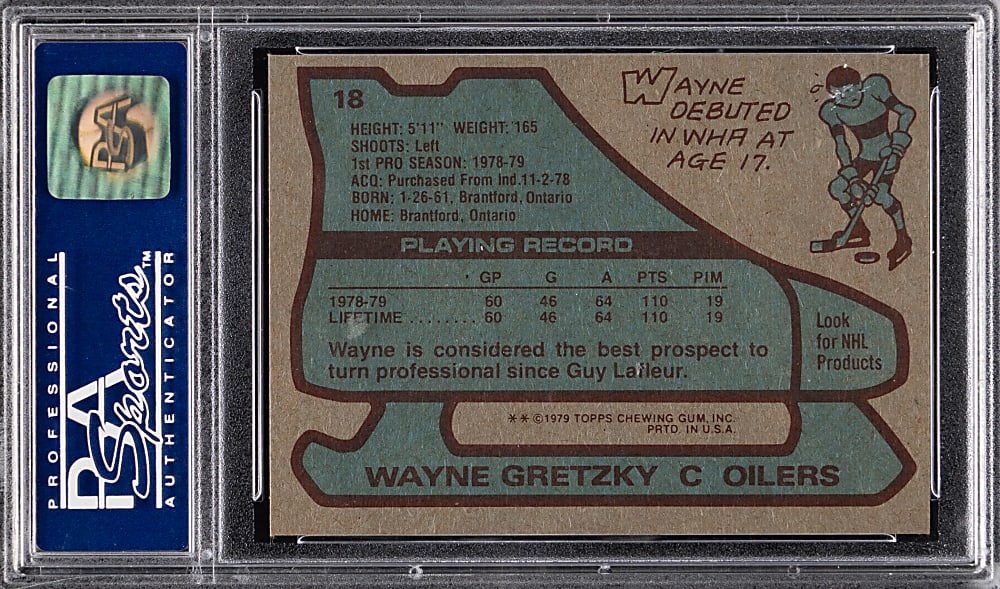 PSA
PROFESSIONAL
PSA Sports™
AUTHENTICATOR
18
HEIGHT: 5'11" WEIGHT: 165
SHOOTS: Left
1st PRO SEASON: 1978-79
ACQ: Purchased From Ind. 11-2-78
BORN: 1-26-61, Brantford, Ontario
HOME: Brantford, Ontario
WAYNE
DEBUTED
IN WHA AT
AGE 17.
PLAYING RECORD
GP G A PTS PIM
1978-79 60 46 64 110 19
LIFETIME ........ 60 46 64 110 19
Wayne is considered the best prospect to
turn professional since Guy Lafleur.
Look
for NHL
Products
**©1979 TOPPS CHEWING GUM, INC.
PRTD. IN U.S.A.
WAYNE GRETZKY C OILERS